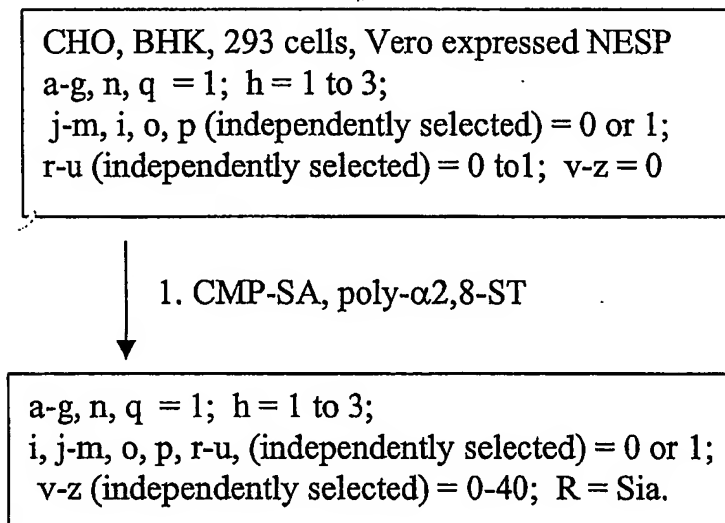 CHO, BHK, 293 cells, Vero expressed NESP
a-g, n, q = 1; h = 1 to 3;
j-m, i, o, p (independently selected) = 0 or 1;
r-u (independently selected) = 0 to1; v-z = 0
1. CMP-SA, poly-α2,8-ST
a-g, n, q = 1; h = 1 to 3;
i, j-m, o, p, r-u, (independently selected) = 0 or 1;
v-z (independently selected) = 0-40; R = Sia.